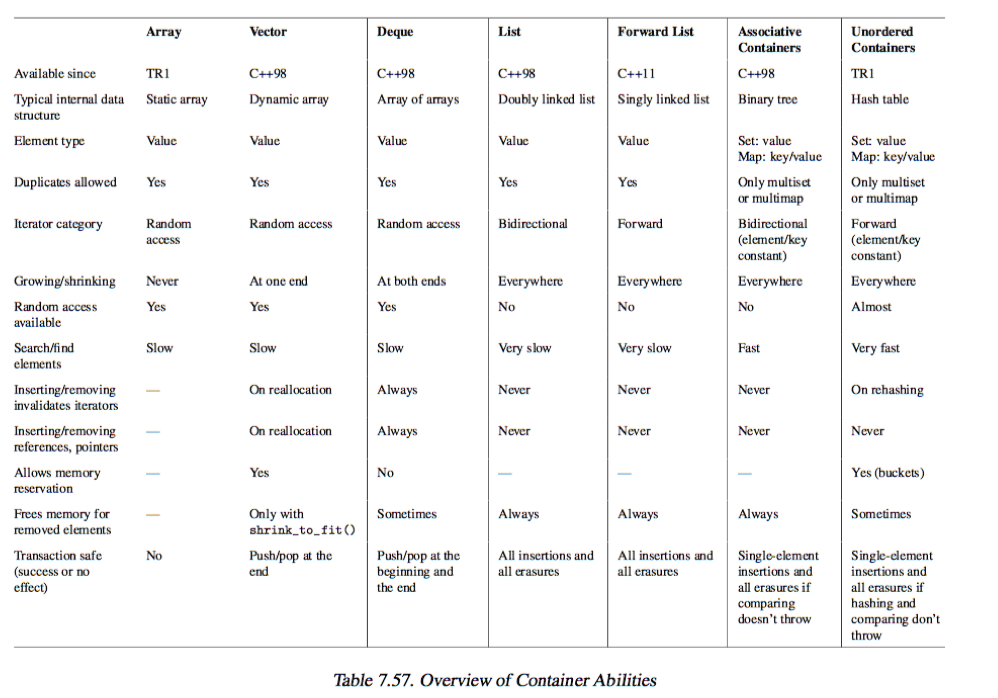 Array Vector Deque List Forward List Associative Unordered
Containers Containers
Available since TR1 C++98 C++98 C++98 C++11 C++98 TR1
Typical internal data Static array Dynamic array Array of arrays Doubly linked list Singly linked list Binary tree Hash table
structure
Element type Value Value Value Value Value Set: value Set: value
Map: key/value Map: key/value
Duplicates allowed Yes Yes Yes Yes Yes Only multiset Only multiset
or multimap or multimap
Iterator category Random Random access Random access Bidirectional Forward Bidirectional Forward
access (element/key (element/key
constant) constant)
Growing/shrinking Never At one end At both ends Everywhere Everywhere Everywhere Everywhere
Random access Yes Yes Yes No No No Almost
available
Search/find Slow Slow Slow Very slow Very slow Fast Very fast
elements
Inserting/removing — On reallocation Always Never Never Never On rehashing
invalidates iterators
Inserting/removing — On reallocation Always Never Never Never Never
references, pointers
Allows memory — Yes No — — — Yes (buckets)
reservation
Frees memory for — Only with Sometimes Always Always Always Sometimes
removed elements shrink_to_fit()
Transaction safe No Push/pop at the Push/pop at the All insertions and All insertions and Single-element Single-element
(success or no end beginning and all erasures all erasures insertions and insertions and
effect) the end all erasures if all erasures if
comparing hashing and
doesn't throw comparing don't
throw
Table 7.57. Overview of Container Abilities